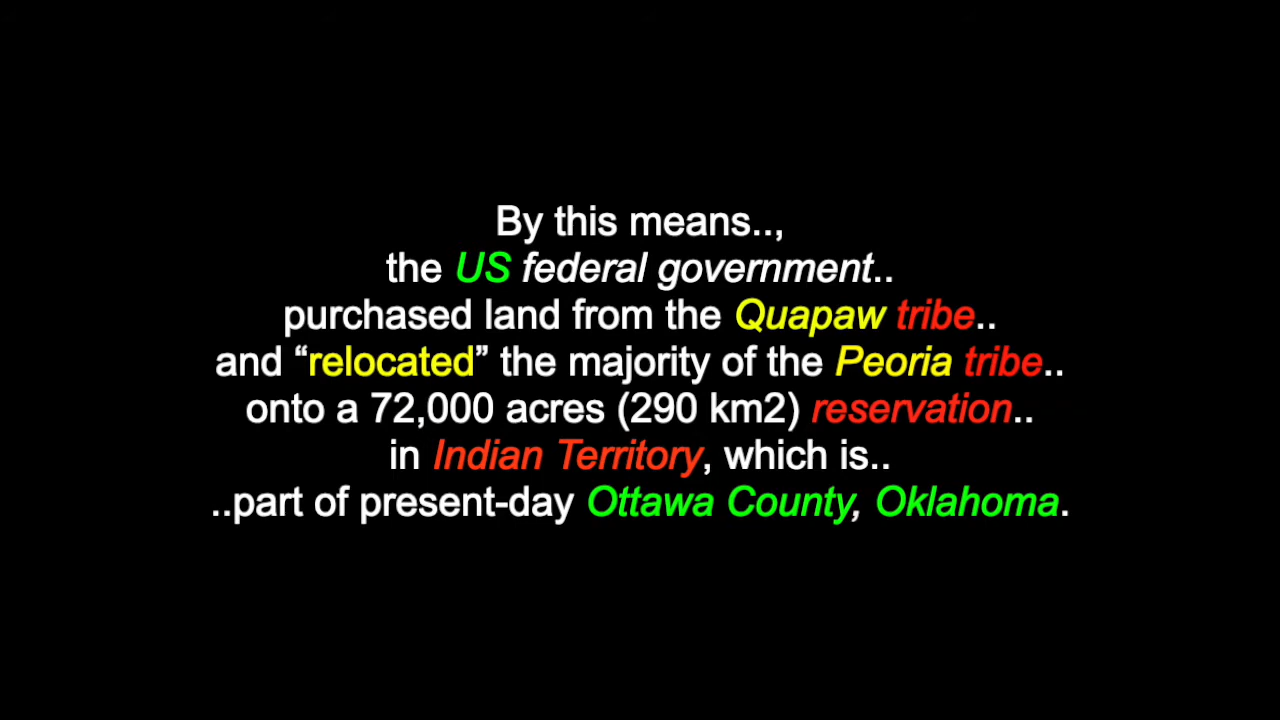 By this means..,
the US federal government..
purchased land from the Quapaw tribe..
and “relocated” the majority of the Peoria tribe..
onto a 72,000 acres (290 km2) reservation..
in Indian Territory, which is..
..part of present-day Ottawa County, Oklahoma.